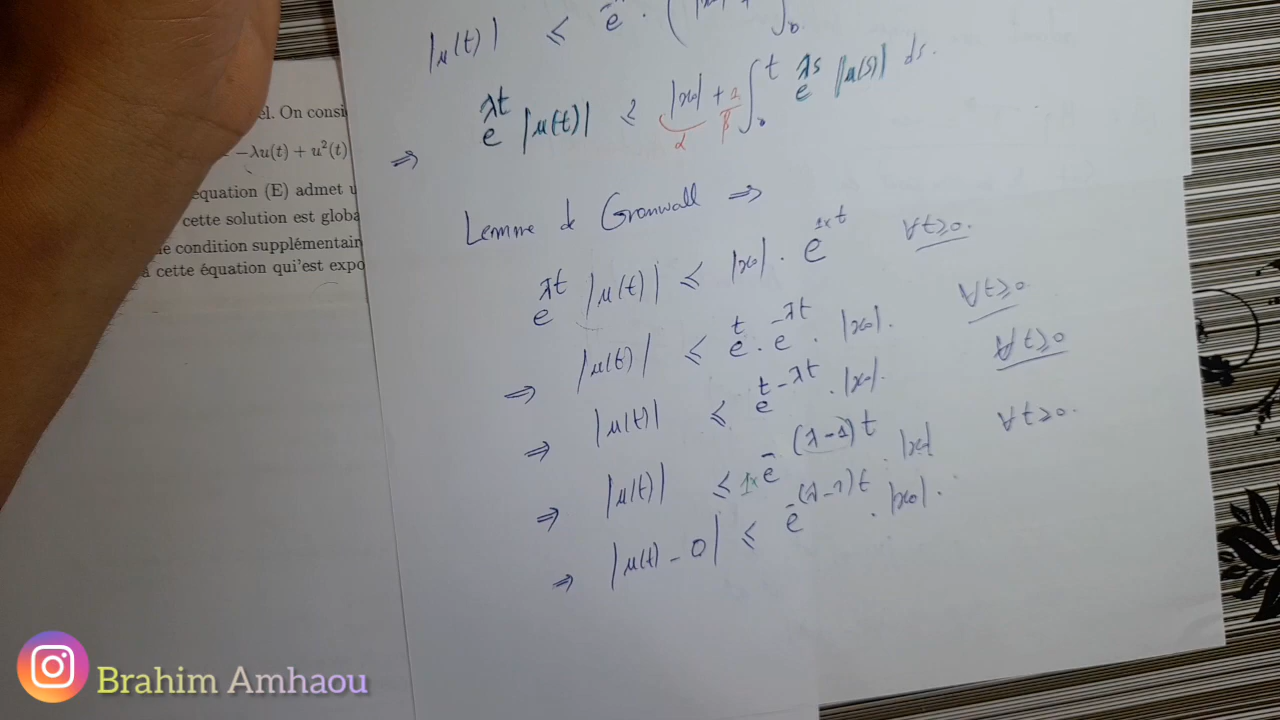 |u(t)| ≤ e
⇒ e^{λt} |u(t)| ≤ |x₀| + 1 ∫₀^t e^{λs} |u(s)| ds.
α β
Lemme de Gronwall ⇒
e^{λt} |u(t)| ≤ |x₀| . e^{1×t} ∀t≥0.
⇒ |u(t)| ≤ e^t . e^{-λt} . |x₀|. ∀t≥0
⇒ |u(t)| ≤ e^{t-λt} . |x₀|. ∀t≥0
⇒ |u(t)| ≤ 1× e^{-(λ-1)t} . |x₀| ∀t≥0.
⇒ |u(t) - 0| ≤ e^{-(λ-1)t} . |x₀|.
el. On consi
−λu(t) + u²(t)
équation (E) admet u
cette solution est globa
e condition supplémentair
à cette équation qui'est expo
Brahim Amhaou